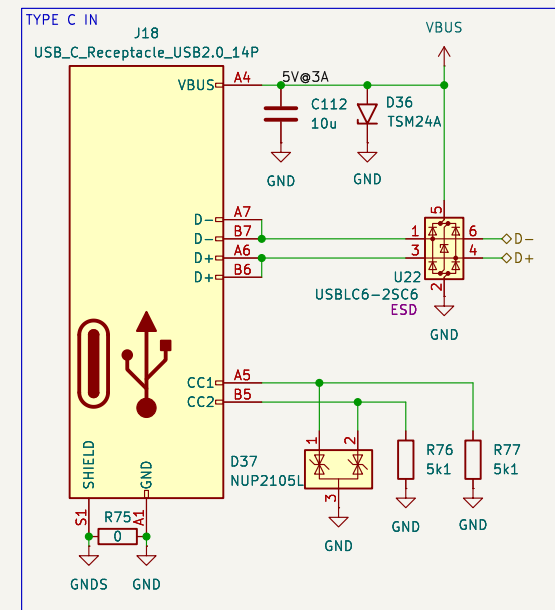 TYPE C IN
J18
USB_C_Receptacle_USB2.0_14P
VBUS
VBUS A4
5V@3A
C112
10u
D36
TSM24A
GND
GND
D- A7
D- B7
D+ A6
D+ B6
5
1
3
6
4
2
D-
D+
U22
USBLC6-2SC6
ESD
GND
CC1 A5
CC2 B5
1
2
3
D37
NUP2105L
GND
R76
5k1
GND
R77
5k1
GND
SHIELD
GND
S1
A1
R75
0
GNDS
GND